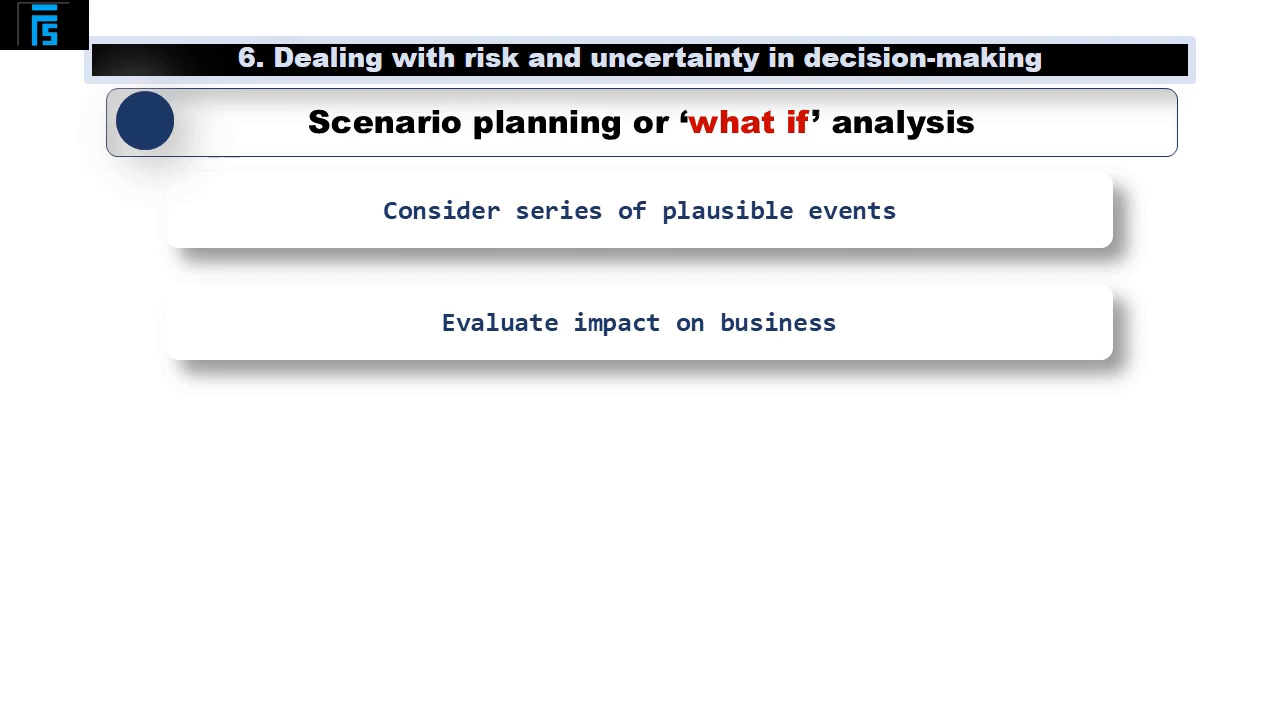 6. Dealing with risk and uncertainty in decision-making
Scenario planning or ‘what if’ analysis
Consider series of plausible events
Evaluate impact on business